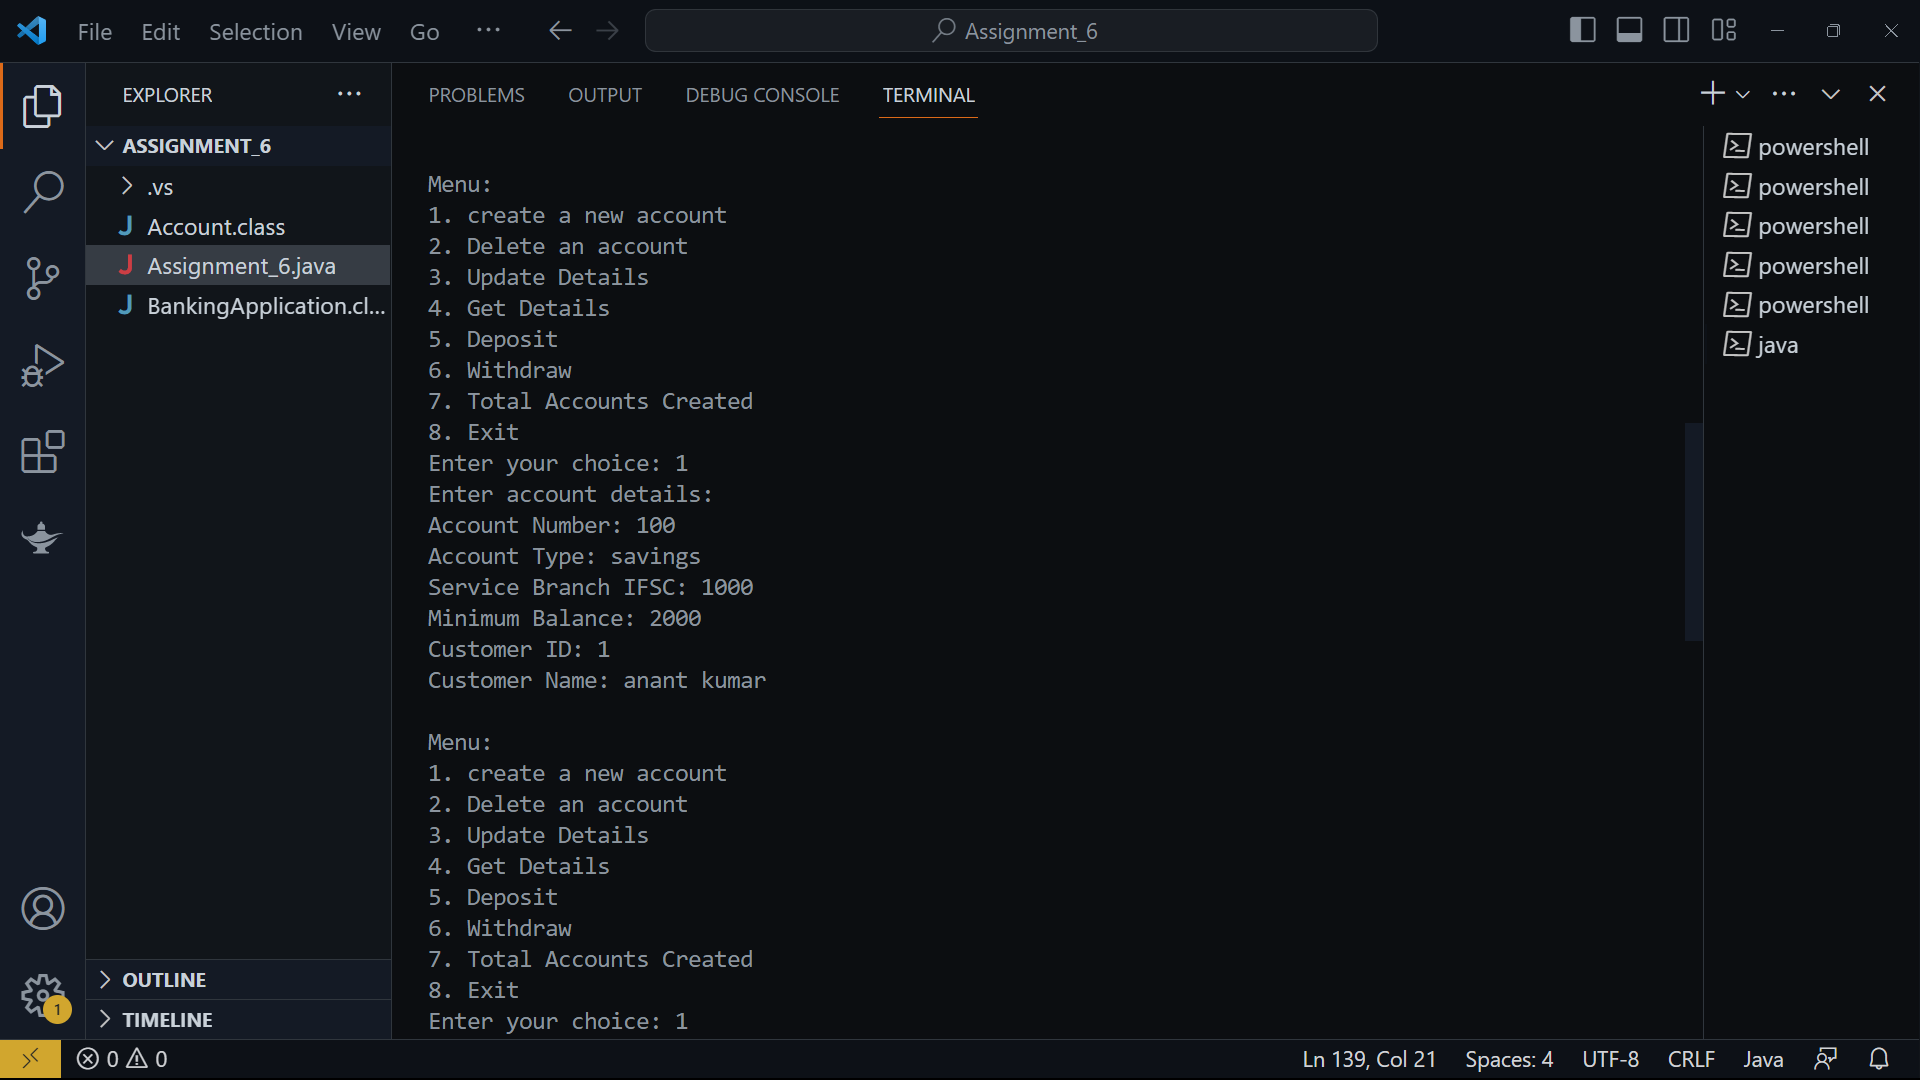 File Edit Selection View Go ··· Assignment_6
EXPLORER ···
ASSIGNMENT_6
.vs
Account.class
Assignment_6.java
BankingApplication.cl...
OUTLINE
TIMELINE
1
PROBLEMS OUTPUT DEBUG CONSOLE TERMINAL
Menu:
1. create a new account
2. Delete an account
3. Update Details
4. Get Details
5. Deposit
6. Withdraw
7. Total Accounts Created
8. Exit
Enter your choice: 1
Enter account details:
Account Number: 100
Account Type: savings
Service Branch IFSC: 1000
Minimum Balance: 2000
Customer ID: 1
Customer Name: anant kumar
Menu:
1. create a new account
2. Delete an account
3. Update Details
4. Get Details
5. Deposit
6. Withdraw
7. Total Accounts Created
8. Exit
Enter your choice: 1
powershell
powershell
powershell
powershell
powershell
java
0 0 Ln 139, Col 21 Spaces: 4 UTF-8 CRLF Java